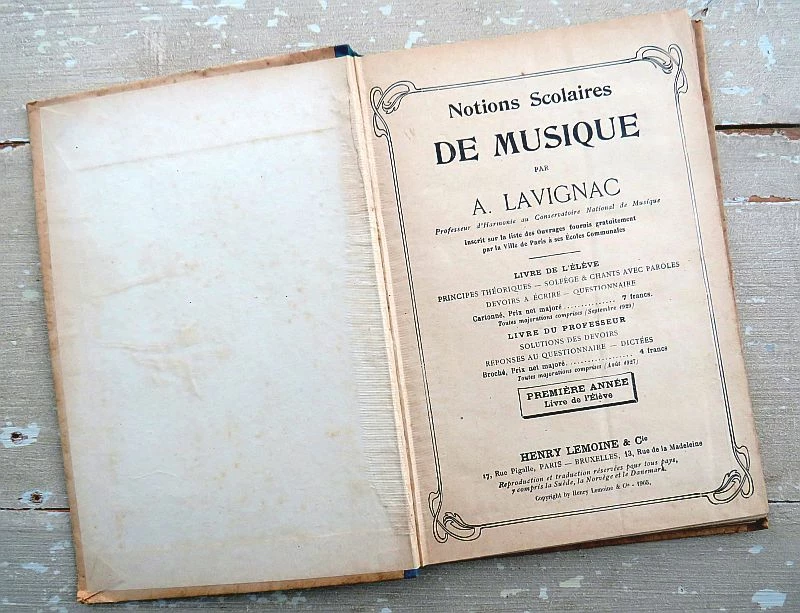 Notions Scolaires
DE MUSIQUE
PAR
A. LAVIGNAC
Professeur d'Harmonie au Conservatoire National de Musique
Inscrit sur la liste des Ouvrages fournis gratuitement
par la Ville de Paris à ses Écoles Communales
LIVRE DE L'ÉLÈVE
PRINCIPES THÉORIQUES — SOLFÈGE & CHANTS AVEC PAROLES
DEVOIRS A ÉCRIRE — QUESTIONNAIRE
Cartonné, Prix net majoré .............. 7 francs.
Toutes majorations comprises (Septembre 1929)
LIVRE DU PROFESSEUR
SOLUTIONS DES DEVOIRS
RÉPONSES AU QUESTIONNAIRE — DICTÉES
Broché, Prix net majoré .................. 4 francs
Toutes majorations comprises (Août 1927)
PREMIÈRE ANNÉE
Livre de l'Élève
HENRY LEMOINE & Cie
17, Rue Pigalle, PARIS — BRUXELLES, 13, Rue de la Madeleine
Reproduction et traduction réservées pour tous pays,
y compris la Suède, la Norvège et le Danemark.
Copyright by Henry Lemoine & Cie -